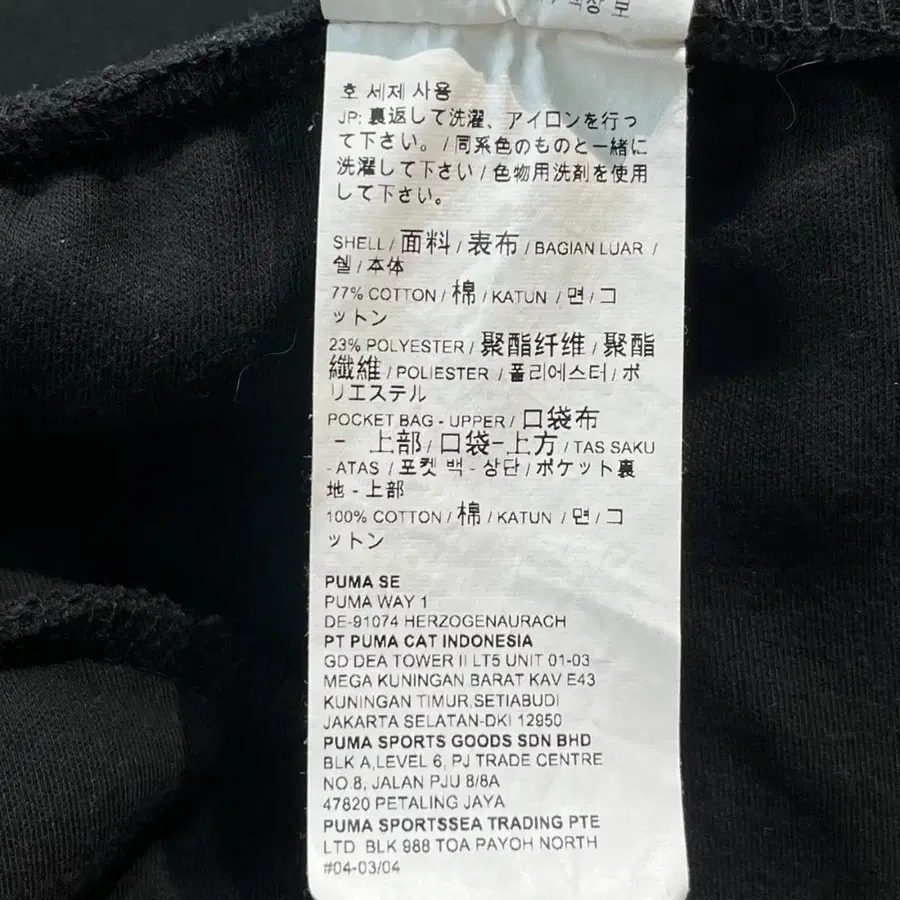 색상 보
호 세제 사용
JP: 裏返して洗濯、アイロンを行っ
て下さい。/ 同系色のものと一緒に
洗濯して下さい / 色物用洗剤を使用
して下さい。
SHELL / 面料 / 表布 / BAGIAN LUAR /
쉘 / 本体
77% COTTON / 棉 / KATUN / 면 / コ
ットン
23% POLYESTER / 聚酯纤维 / 聚酯
纖維 / POLIESTER / 폴리에스터 / ポ
リエステル
POCKET BAG - UPPER / 口袋布
- 上部 / 口袋-上方 / TAS SAKU
- ATAS / 포켓 백 - 상단 / ポケット裏
地 - 上部
100% COTTON / 棉 / KATUN / 면 / コ
ットン
PUMA SE
PUMA WAY 1
DE-91074 HERZOGENAURACH
PT PUMA CAT INDONESIA
GD DEA TOWER II LT5 UNIT 01-03
MEGA KUNINGAN BARAT KAV E43
KUNINGAN TIMUR,SETIABUDI
JAKARTA SELATAN-DKI 12950
PUMA SPORTS GOODS SDN BHD
BLK A,LEVEL 6, PJ TRADE CENTRE
NO.8, JALAN PJU 8/8A
47820 PETALING JAYA
PUMA SPORTSSEA TRADING PTE
LTD BLK 988 TOA PAYOH NORTH
#04-03/04